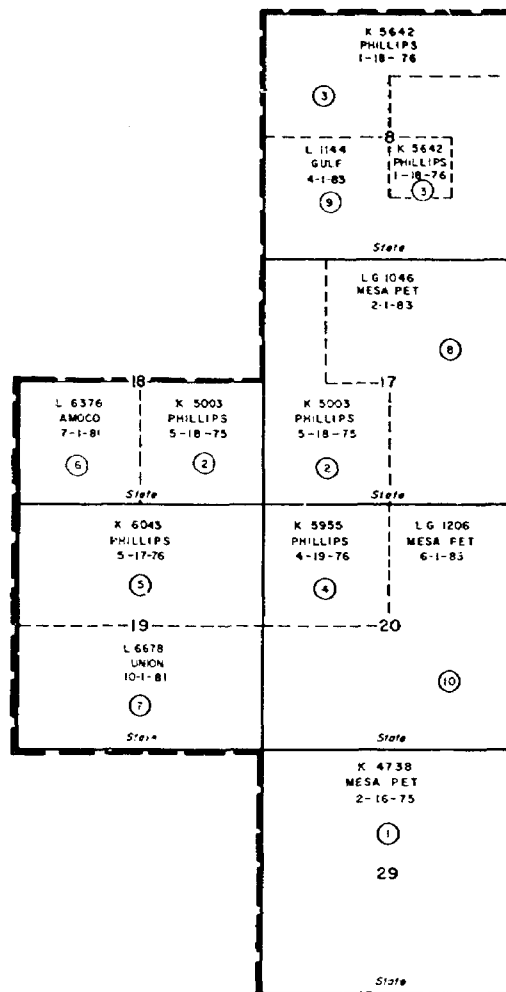 K 5642
PHILLIPS
1-18-76
3
8
L 1144
GULF
4-1-83
9
K 5642
PHILLIPS
1-18-76
3
State
LG 1046
MESA PET
2-1-83
8
18
17
L 6376
AMOCO
7-1-81
6
K 5003
PHILLIPS
5-18-75
2
K 5003
PHILLIPS
5-18-75
2
State
State
K 6043
PHILLIPS
5-17-76
5
K 5955
PHILLIPS
4-19-76
4
LG 1206
MESA PET
6-1-83
19
20
L 6678
UNION
10-1-81
7
10
State
State
K 4738
MESA PET
2-16-75
1
29
State